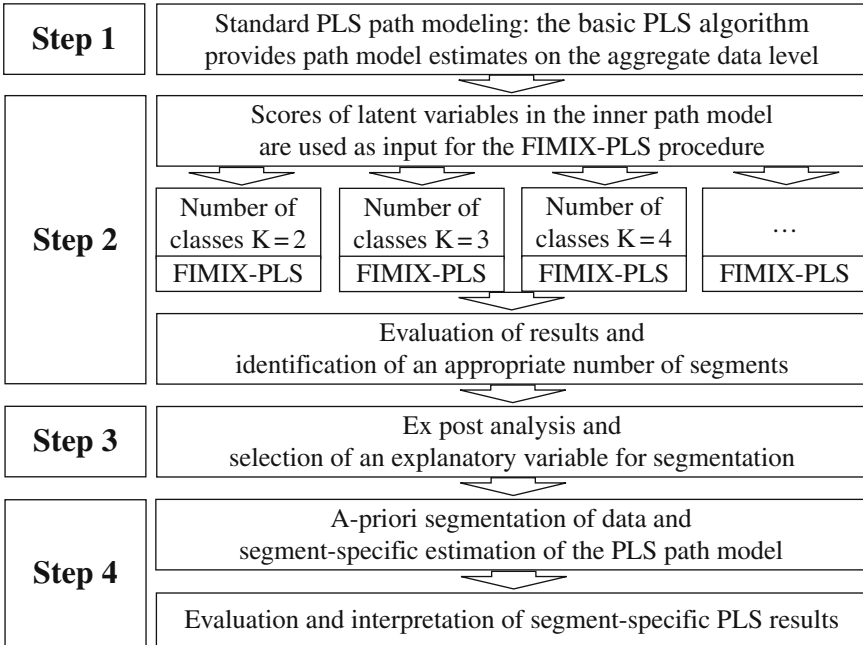 Step 1
Standard PLS path modeling: the basic PLS algorithm
provides path model estimates on the aggregate data level
Step 2
Scores of latent variables in the inner path model
are used as input for the FIMIX-PLS procedure
Number of
classes K = 2
FIMIX-PLS
Number of
classes K = 3
FIMIX-PLS
Number of
classes K = 4
FIMIX-PLS
…
FIMIX-PLS
Evaluation of results and
identification of an appropriate number of segments
Step 3
Ex post analysis and
selection of an explanatory variable for segmentation
Step 4
A-priori segmentation of data and
segment-specific estimation of the PLS path model
Evaluation and interpretation of segment-specific PLS results